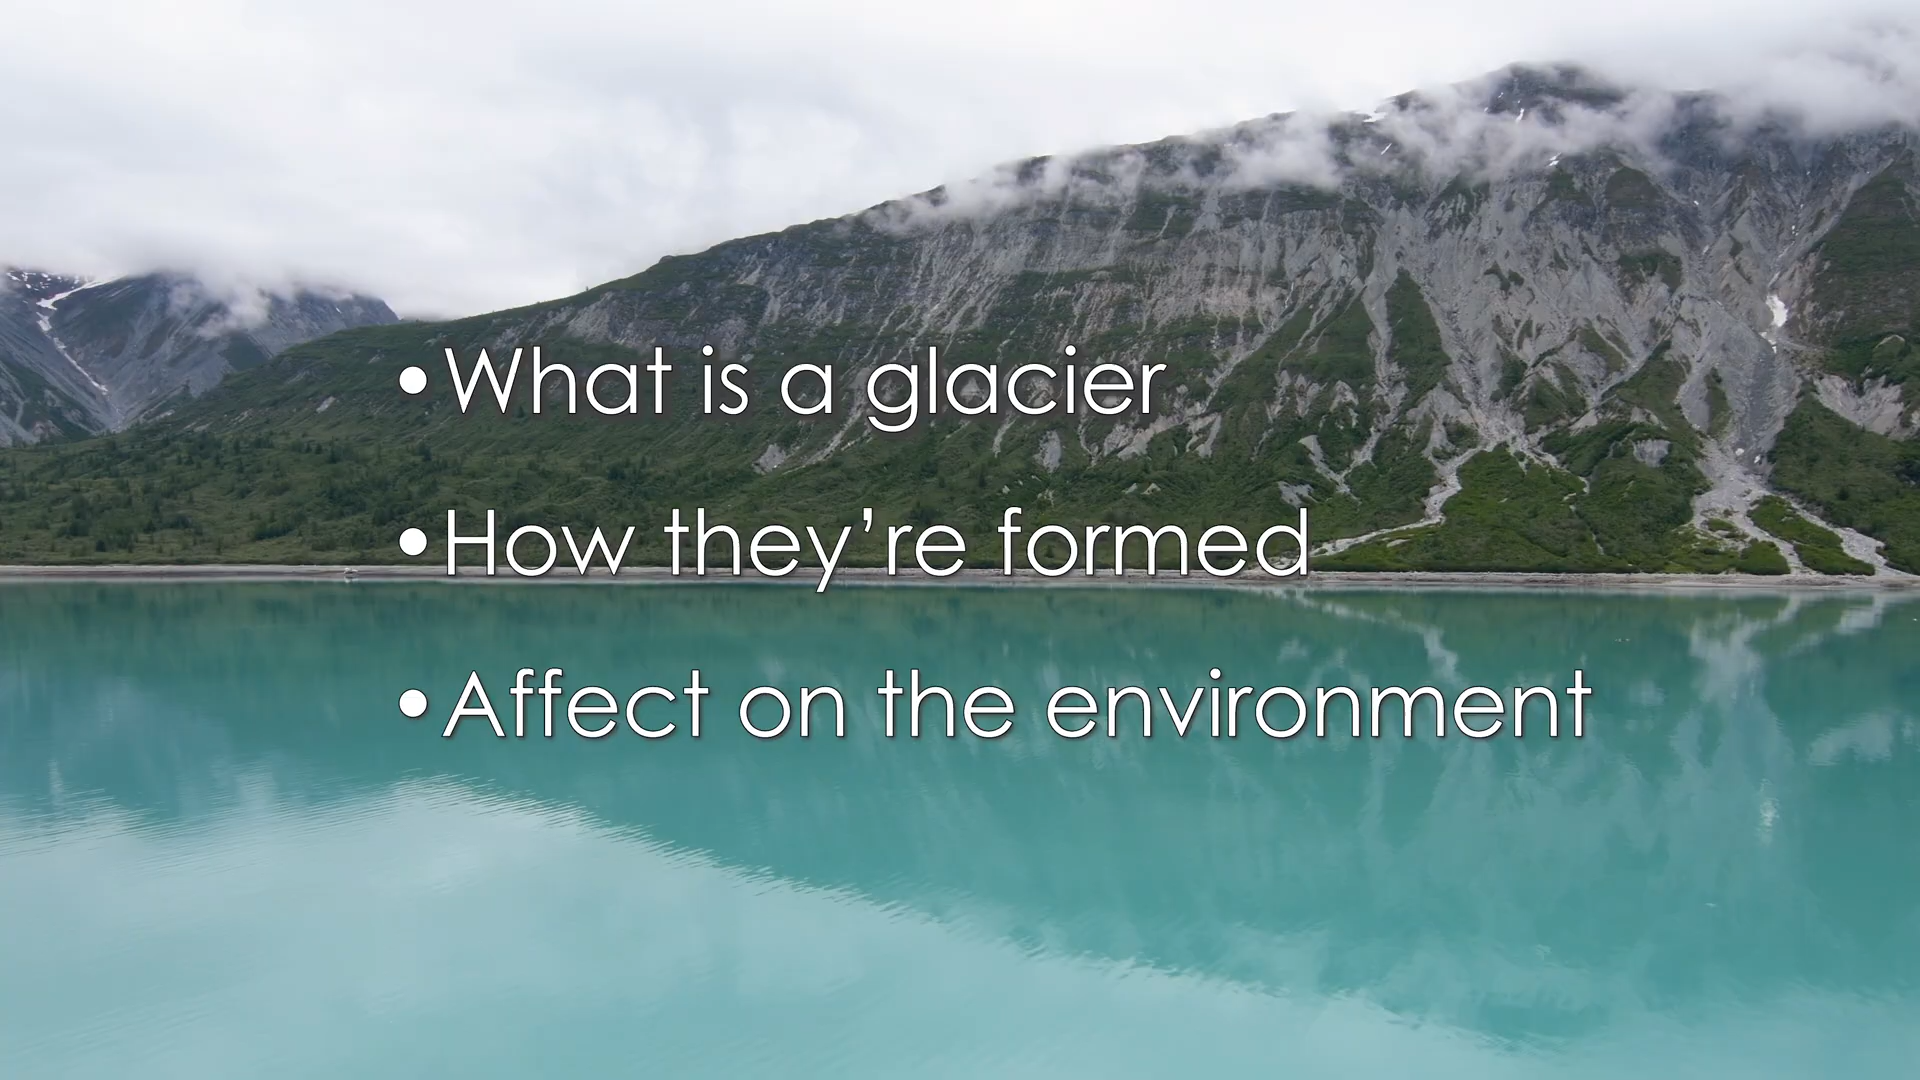 •What is a glacier
•How they’re formed
•Affect on the environment